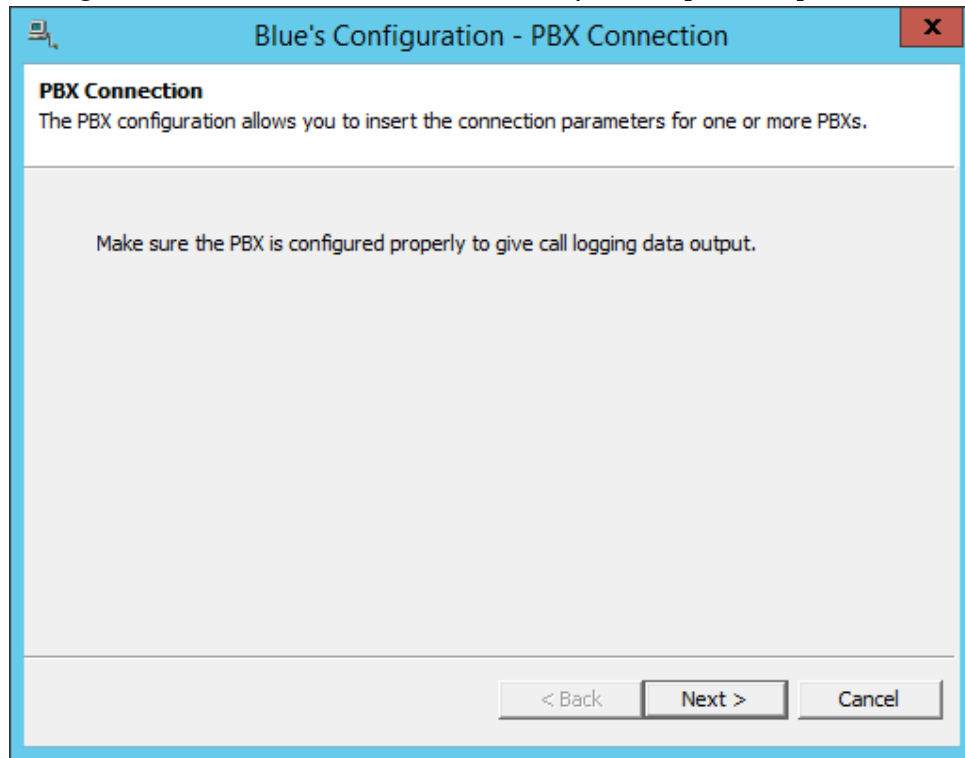 Blue's Configuration - PBX Connection
x
PBX Connection
The PBX configuration allows you to insert the connection parameters for one or more PBXs.
Make sure the PBX is configured properly to give call logging data output.
< Back Next > Cancel